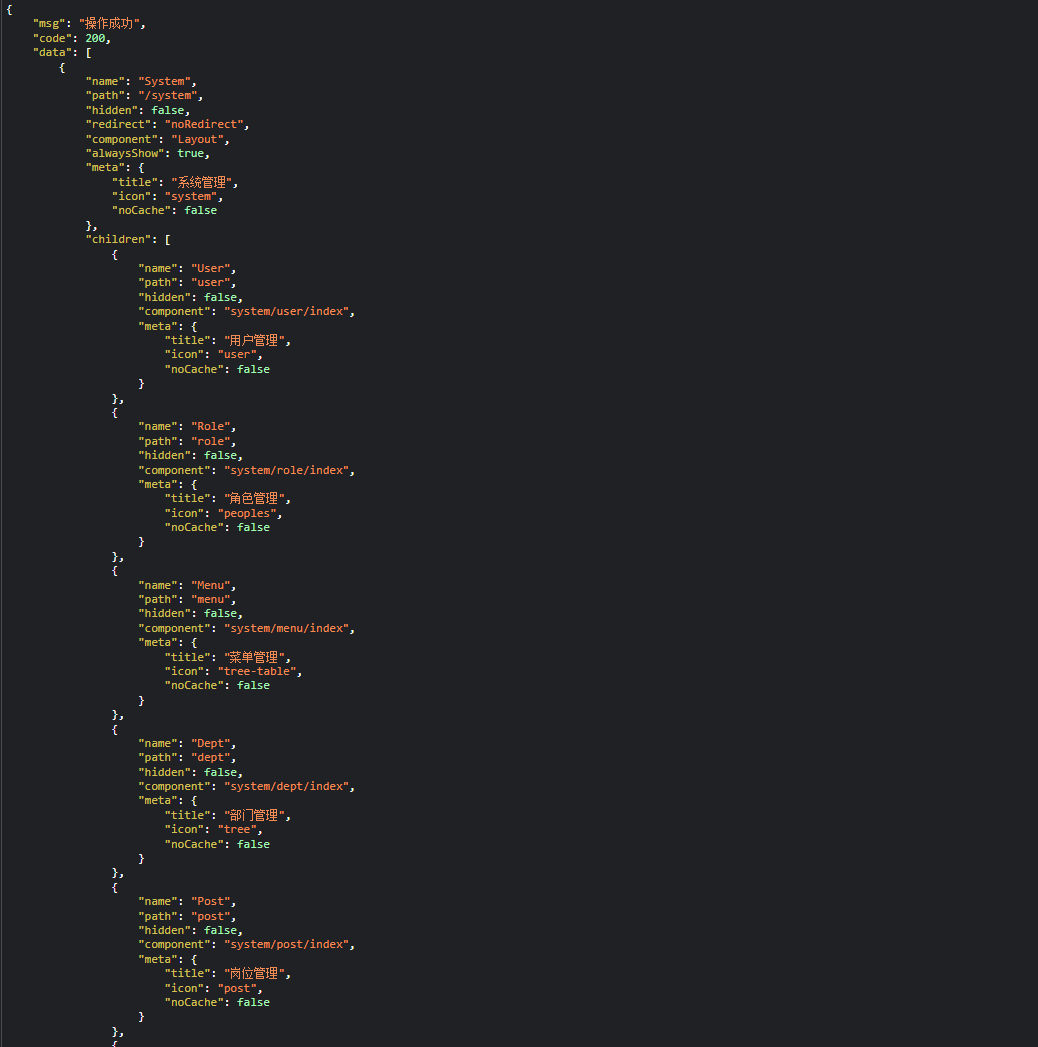 {
    "msg": "操作成功",
    "code": 200,
    "data": [
        {
            "name": "System",
            "path": "/system",
            "hidden": false,
            "redirect": "noRedirect",
            "component": "Layout",
            "alwaysShow": true,
            "meta": {
                "title": "系统管理",
                "icon": "system",
                "noCache": false
            },
            "children": [
                {
                    "name": "User",
                    "path": "user",
                    "hidden": false,
                    "component": "system/user/index",
                    "meta": {
                        "title": "用户管理",
                        "icon": "user",
                        "noCache": false
                    }
                },
                {
                    "name": "Role",
                    "path": "role",
                    "hidden": false,
                    "component": "system/role/index",
                    "meta": {
                        "title": "角色管理",
                        "icon": "peoples",
                        "noCache": false
                    }
                },
                {
                    "name": "Menu",
                    "path": "menu",
                    "hidden": false,
                    "component": "system/menu/index",
                    "meta": {
                        "title": "菜单管理",
                        "icon": "tree-table",
                        "noCache": false
                    }
                },
                {
                    "name": "Dept",
                    "path": "dept",
                    "hidden": false,
                    "component": "system/dept/index",
                    "meta": {
                        "title": "部门管理",
                        "icon": "tree",
                        "noCache": false
                    }
                },
                {
                    "name": "Post",
                    "path": "post",
                    "hidden": false,
                    "component": "system/post/index",
                    "meta": {
                        "title": "岗位管理",
                        "icon": "post",
                        "noCache": false
                    }
                },
                {